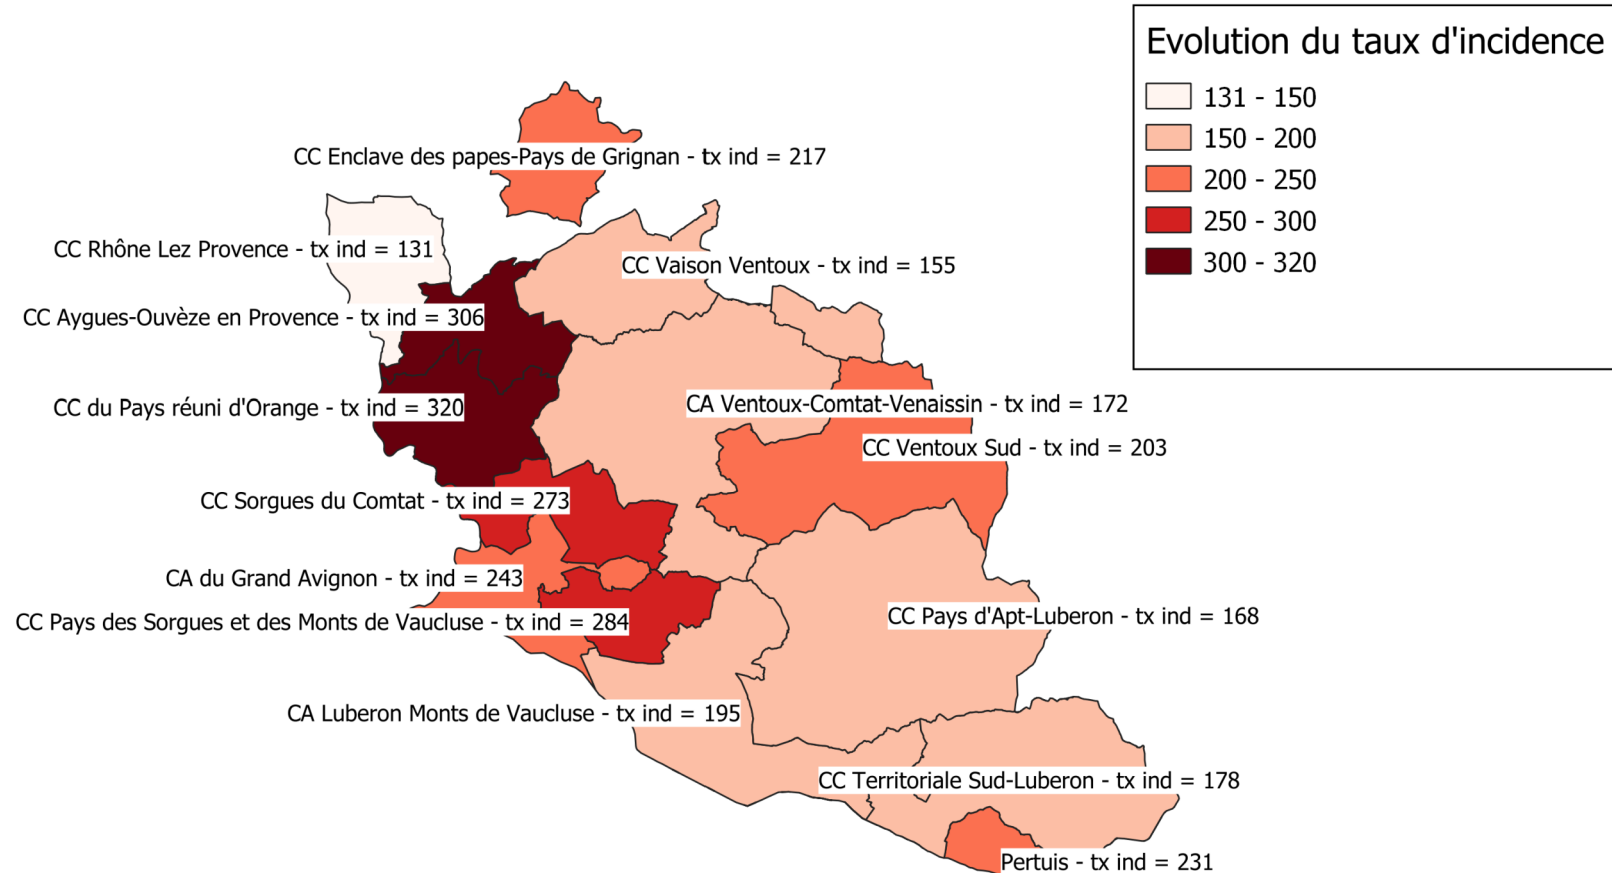 Evolution du taux d'incidence
131 - 150
150 - 200
200 - 250
250 - 300
300 - 320
CC Enclave des papes-Pays de Grignan - tx ind = 217
CC Rhône Lez Provence - tx ind = 131
CC Vaison Ventoux - tx ind = 155
CC Aygues-Ouvèze en Provence - tx ind = 306
CA Ventoux-Comtat-Venaissin - tx ind = 172
CC du Pays réuni d'Orange - tx ind = 320
CC Ventoux Sud - tx ind = 203
CC Sorgues du Comtat - tx ind = 273
CA du Grand Avignon - tx ind = 243
CC Pays d'Apt-Luberon - tx ind = 168
CC Pays des Sorgues et des Monts de Vaucluse - tx ind = 284
CA Luberon Monts de Vaucluse - tx ind = 195
CC Territoriale Sud-Luberon - tx ind = 178
Pertuis - tx ind = 231